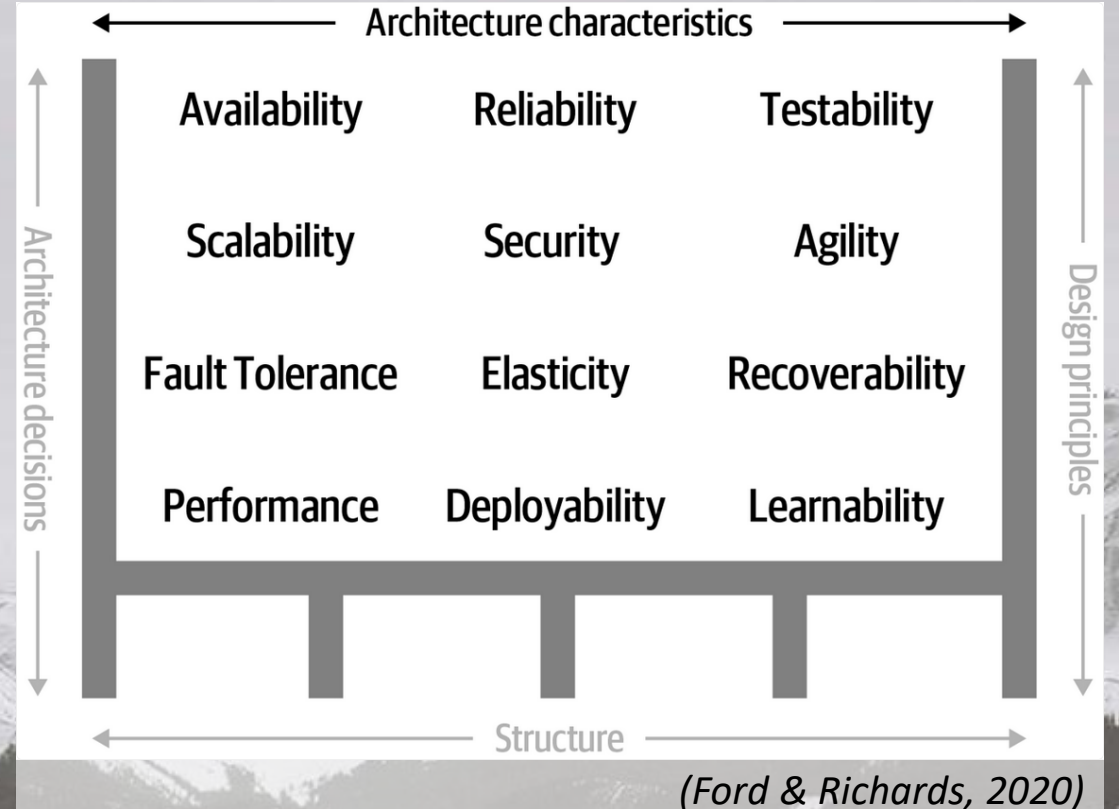 Architecture characteristics
Architecture decisions
Availability Reliability Testability
Scalability Security Agility
Fault Tolerance Elasticity Recoverability
Performance Deployability Learnability
Design principles
Structure
(Ford & Richards, 2020)